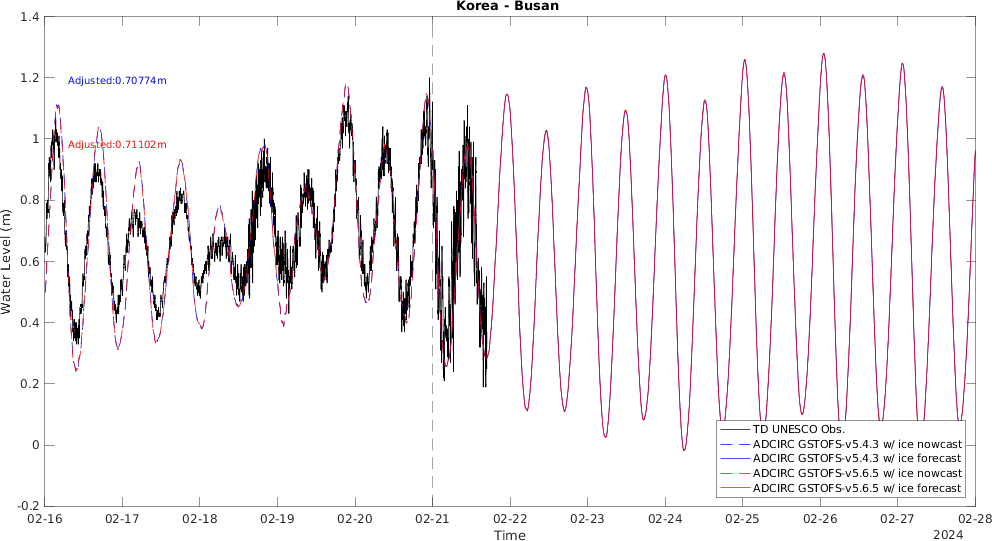 Korea - Busan
1.4
1.2
1
0.8
0.6
0.4
0.2
0
-0.2
Water Level (m)
Adjusted:0.70774m
Adjusted:0.71102m
TD UNESCO Obs.
ADCIRC GSTOFS-v5.4.3 w/ ice nowcast
ADCIRC GSTOFS-v5.4.3 w/ ice forecast
ADCIRC GSTOFS-v5.6.5 w/ ice nowcast
ADCIRC GSTOFS-v5.6.5 w/ ice forecast
02-16 02-17 02-18 02-19 02-20 02-21 02-22 02-23 02-24 02-25 02-26 02-27 02-28
Time
2024